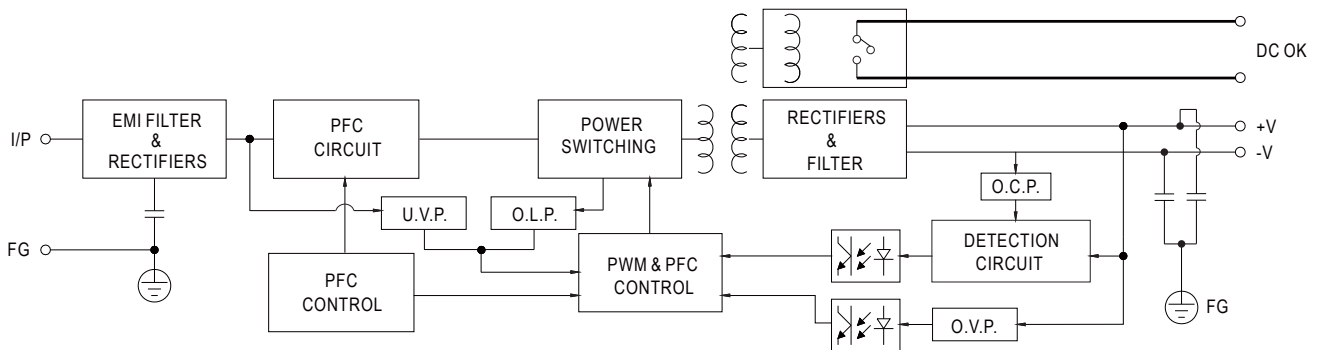 DC OK
I/P
EMI FILTER
&
RECTIFIERS
PFC
CIRCUIT
POWER
SWITCHING
RECTIFIERS
&
FILTER
+V
-V
U.V.P.
O.L.P.
O.C.P.
FG
PFC
CONTROL
PWM & PFC
CONTROL
DETECTION
CIRCUIT
O.V.P.
FG